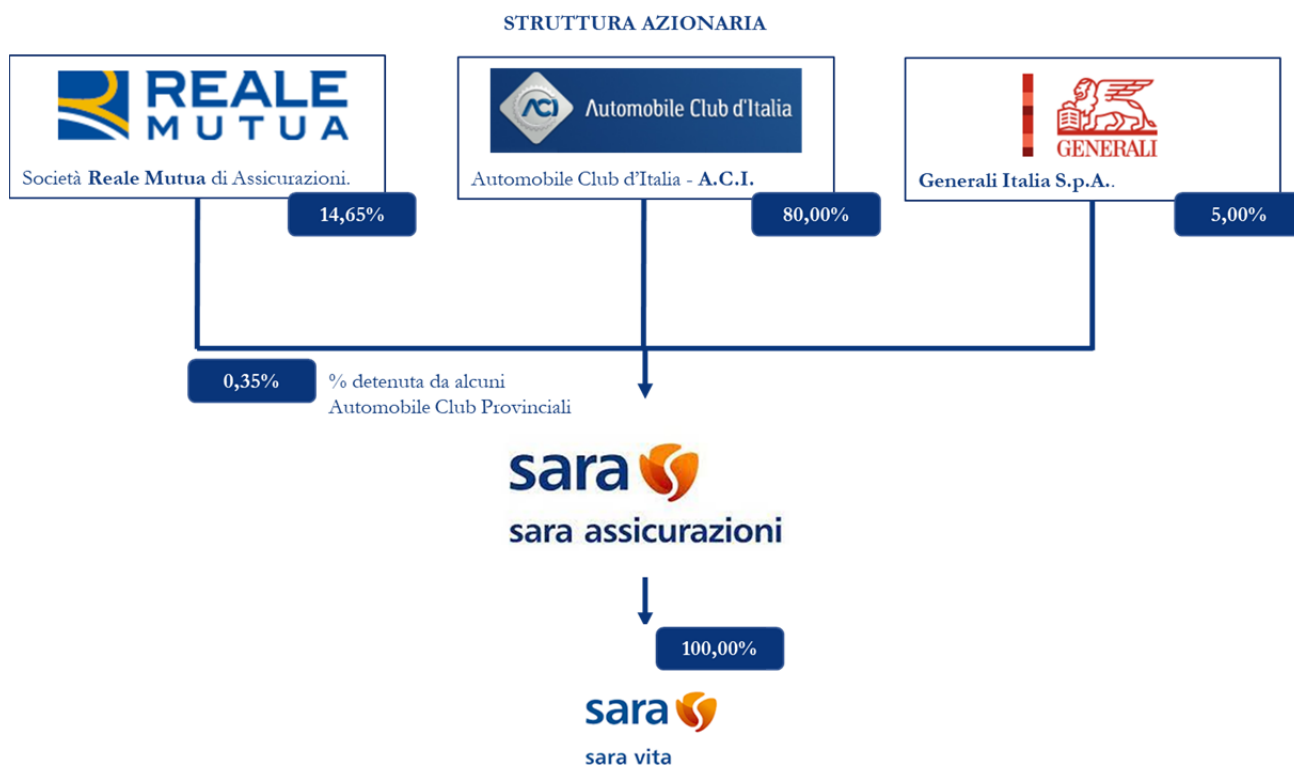 STRUTTURA AZIONARIA
REALE
MUTUA
Società Reale Mutua di Assicurazioni.
14,65%
ACI Automobile Club d'Italia
Automobile Club d'Italia - A.C.I.
80,00%
GENERALI
Generali Italia S.p.A..
5,00%
0,35%
% detenuta da alcuni
Automobile Club Provinciali
sara
sara assicurazioni
100,00%
sara
sara vita